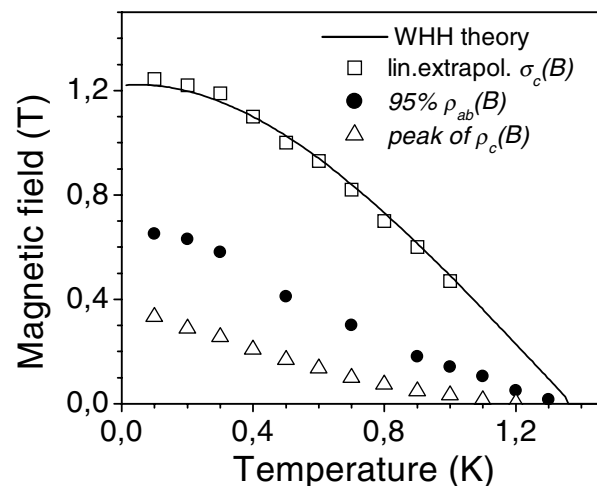 WHH theory
lin.extrapol. σc(B)
95% ρab(B)
peak of ρc(B)
1,2
0,8
0,4
0,0
Magnetic field (T)
0,0 0,4 0,8 1,2
Temperature (K)